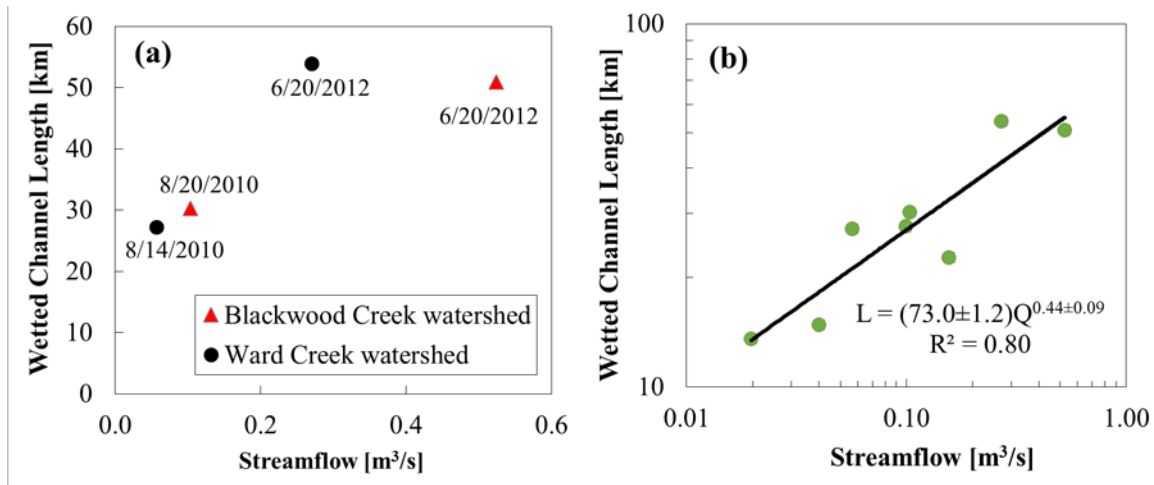 (a)
Wetted Channel Length [km]
60
50
40
30
20
10
0
6/20/2012
6/20/2012
8/20/2010
8/14/2010
Blackwood Creek watershed
Ward Creek watershed
0.0
0.2
0.4
0.6
Streamflow [m³/s]
(b)
Wetted Channel Length [km]
100
10
L = (73.0±1.2)Q^0.44±0.09
R² = 0.80
0.01
0.10
1.00
Streamflow [m³/s]